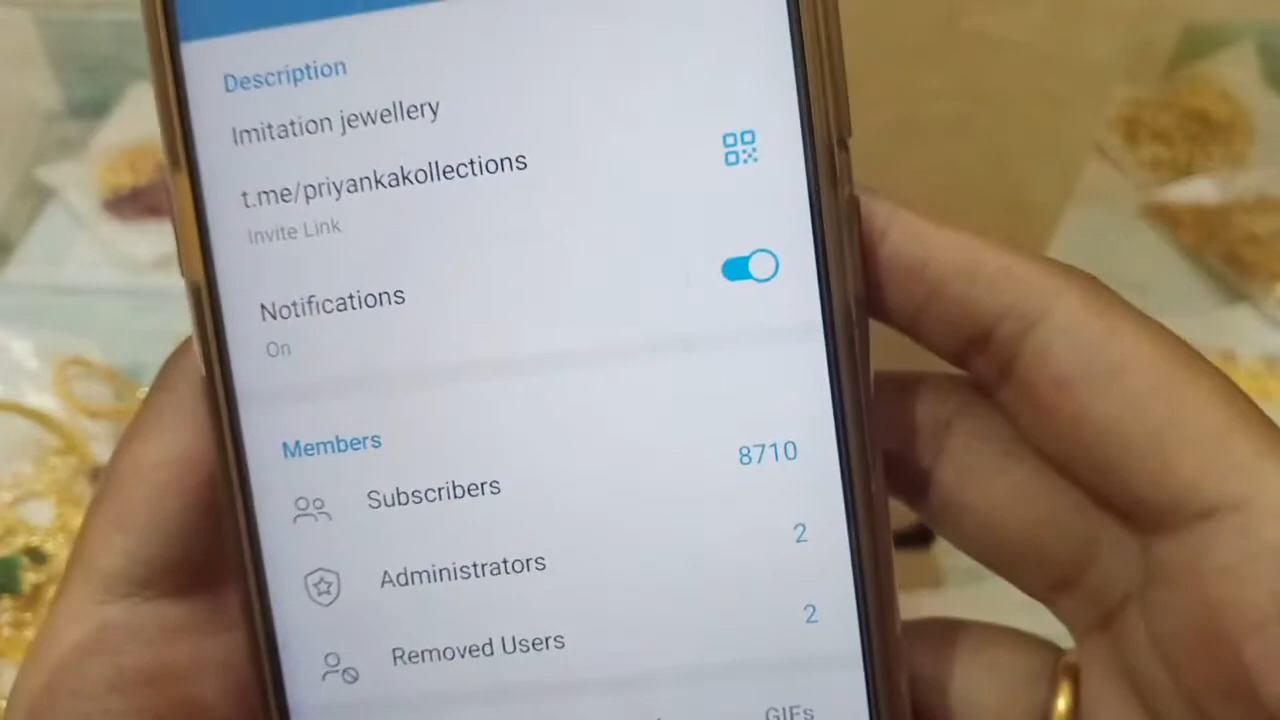 Description
Imitation jewellery
t.me/priyankakollections
Invite Link
Notifications
On
Members
Subscribers 8710
Administrators 2
Removed Users 2
GIFs